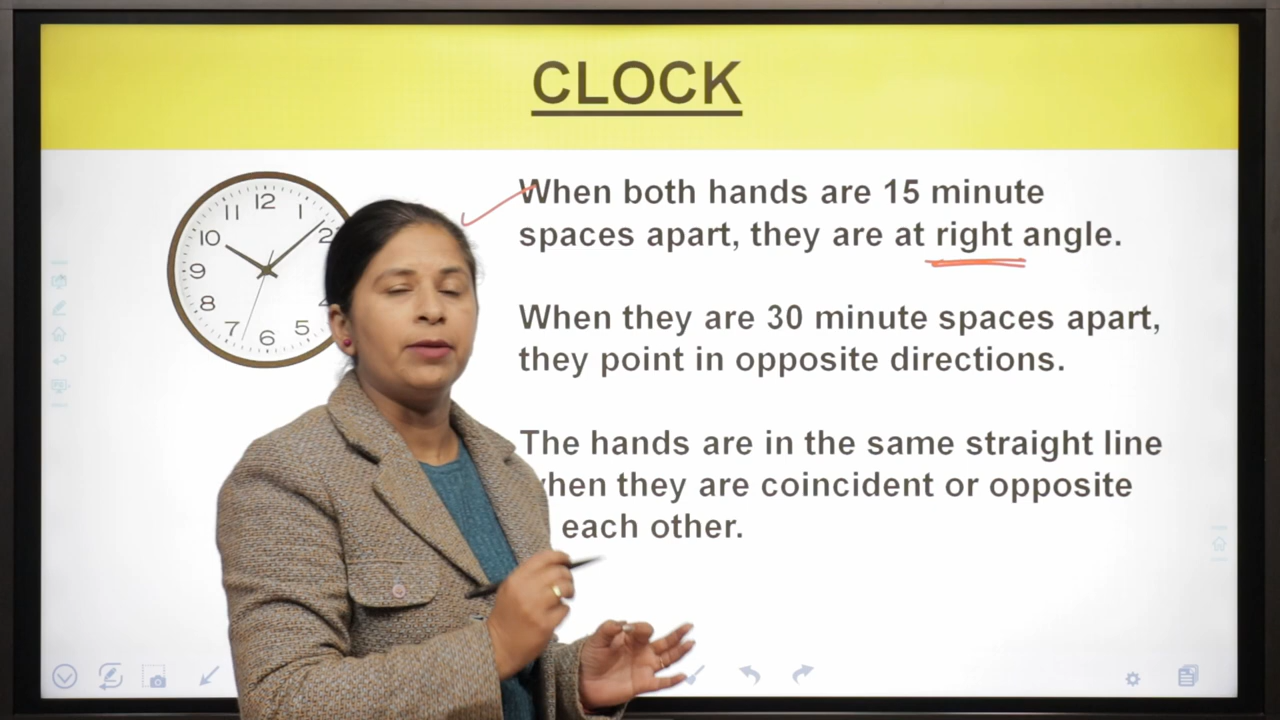 CLOCK
When both hands are 15 minute
spaces apart, they are at right angle.
When they are 30 minute spaces apart,
they point in opposite directions.
The hands are in the same straight line
when they are coincident or opposite
each other.
12
11
1
10
2
9
8
7
5
6